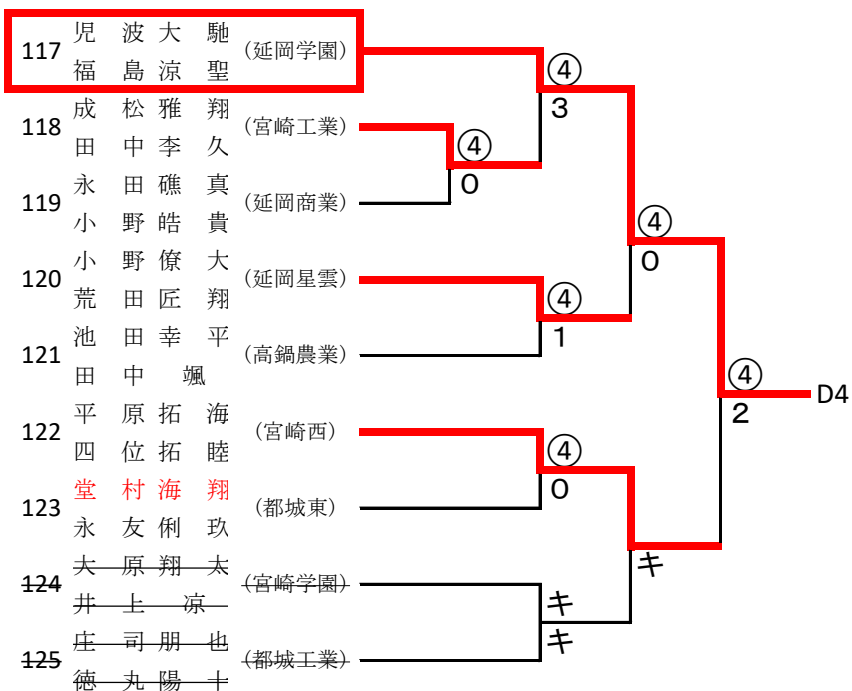 117 児波大馳 (延岡学園)
福島涼聖
118 成松雅翔 (宮崎工業)
田中李久
119 永田礁真 (延岡商業)
小野皓貴
120 小野僚大 (延岡星雲)
荒田匠翔
121 池田幸平 (高鍋農業)
田中颯
122 平原拓海 (宮崎西)
四位拓睦
123 堂村海翔 (都城東)
永友俐玖
124 大原翔太 (宮崎学園)
井上凉
125 庄司朋也 (都城工業)
徳丸陽十
④
3
④
0
④
1
④
0
④
0
キ
キ
キ
④
2
D4